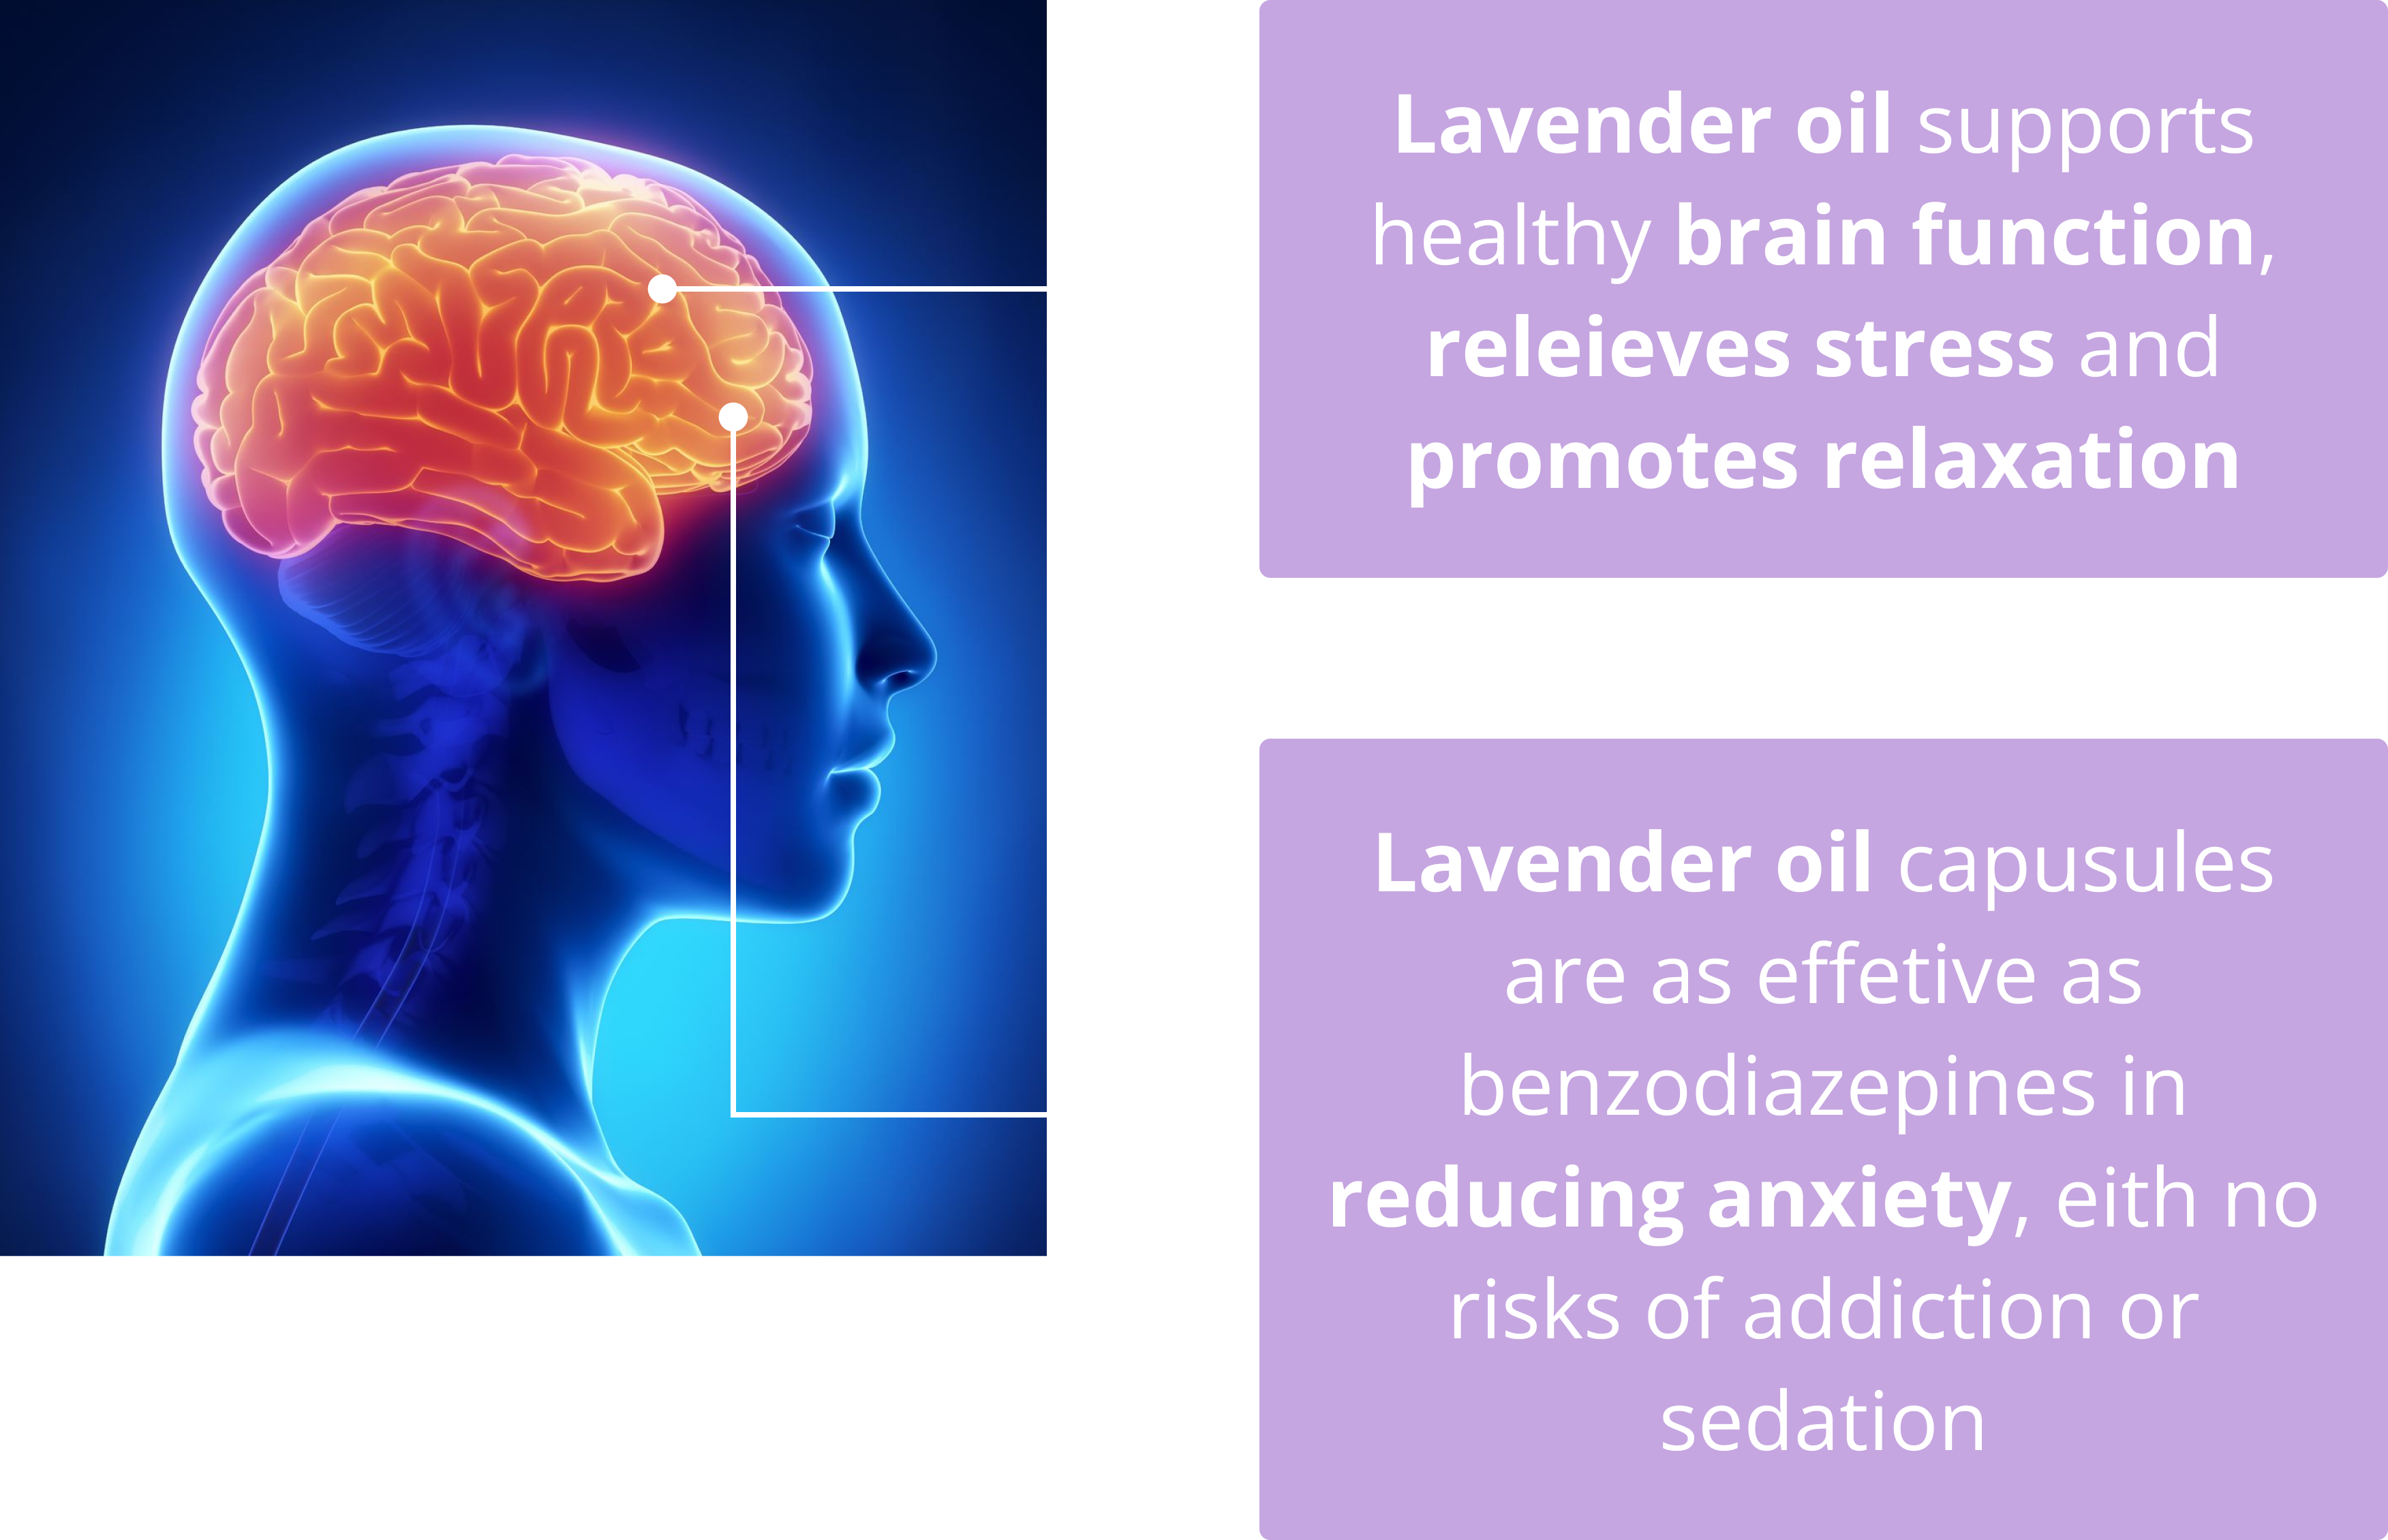 Lavender oil supports
healthy brain function,
releieves stress and
promotes relaxation
Lavender oil capusules
are as effetive as
benzodiazepines in
reducing anxiety, eith no
risks of addiction or
sedation